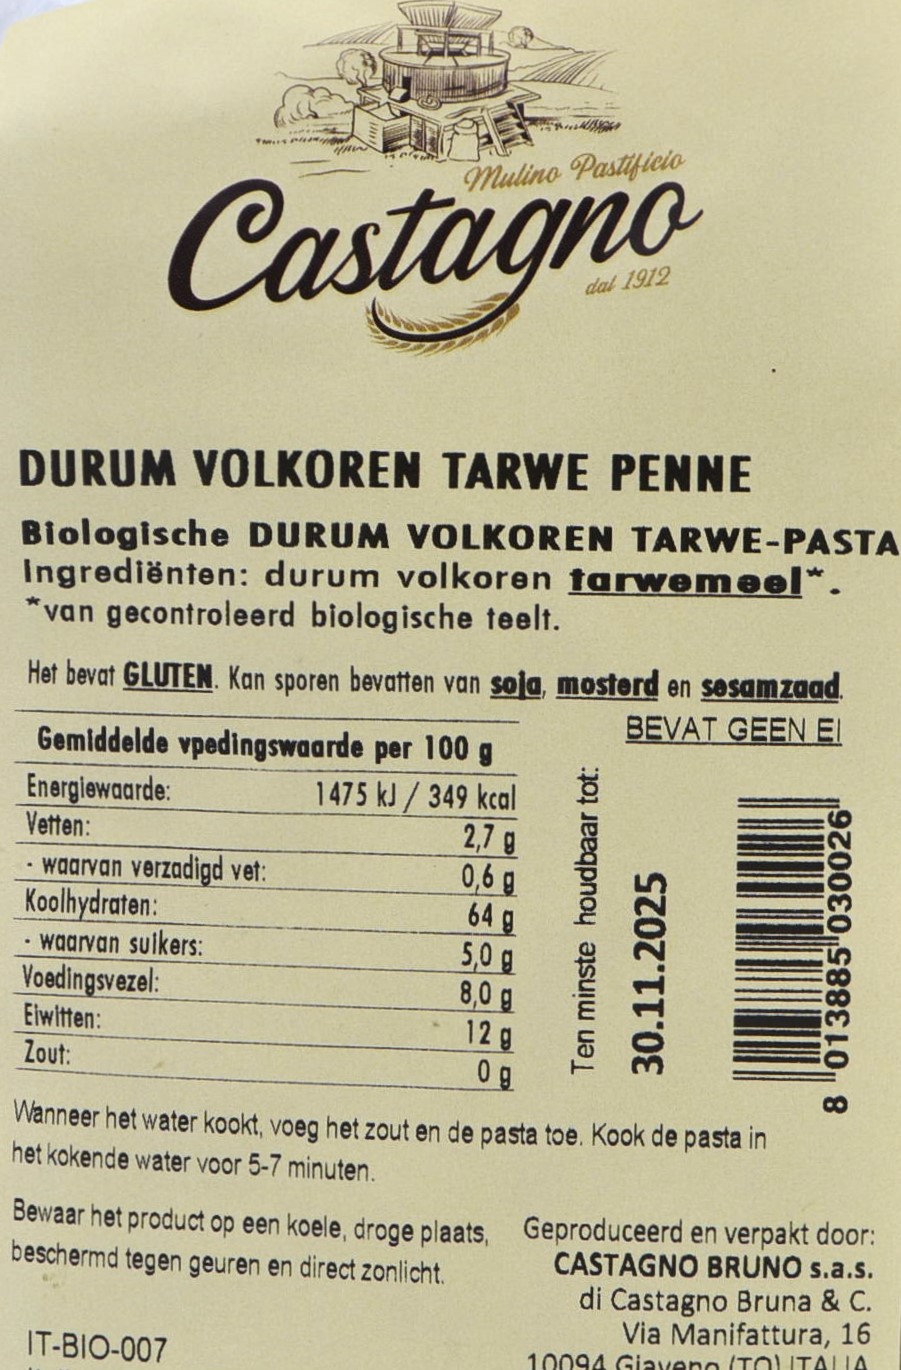 Mulino Pastificio
Castagno
dal 1912
DURUM VOLKOREN TARWE PENNE
Biologische DURUM VOLKOREN TARWE-PASTA
Ingrediënten: durum volkoren tarwemeel*.
*van gecontroleerd biologische teelt.
Het bevat GLUTEN. Kan sporen bevatten van soja, mosterd en sesamzaad.
BEVAT GEEN EI
Gemiddelde vpedingswaarde per 100 g
Energiewaarde: 1475 kJ / 349 kcal
Vetten: 2,7 g
- waarvan verzadigd vet: 0,6 g
Koolhydraten: 64 g
- waarvan suikers: 5,0 g
Voedingsvezel: 8,0 g
Eiwitten: 12 g
Zout: 0 g
Ten minste houdbaar tot:
30.11.2025
8 013885 030026
Wanneer het water kookt, voeg het zout en de pasta toe. Kook de pasta in
het kokende water voor 5-7 minuten.
Bewaar het product op een koele, droge plaats,
beschermd tegen geuren en direct zonlicht.
IT-BIO-007
Geproduceerd en verpakt door:
CASTAGNO BRUNO s.a.s.
di Castagno Bruna & C.
Via Manifattura, 16
10094 Giaveno (TO) ITALIA